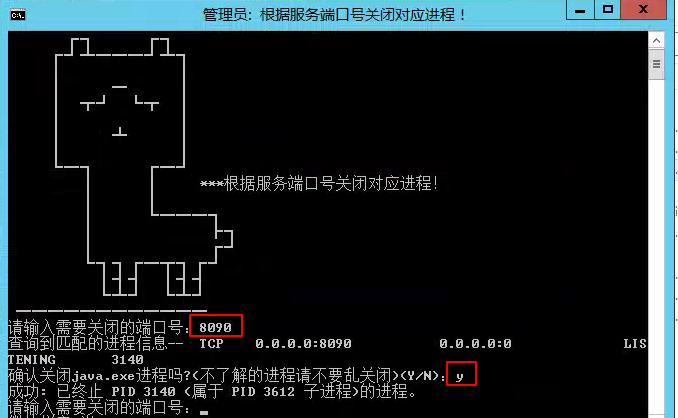 管理员: 根据服务端口号关闭对应进程！
***根据服务端口号关闭对应进程!
请输入需要关闭的端口号: 8090
查询到匹配的进程信息-- TCP 0.0.0.0:8090 0.0.0.0:0 LIS
TENING 3140
确认关闭java.exe进程吗?(不了解的进程请不要乱关闭)(Y/N): y
成功: 已终止 PID 3140 (属于 PID 3612 子进程)的进程。
请输入需要关闭的端口号: